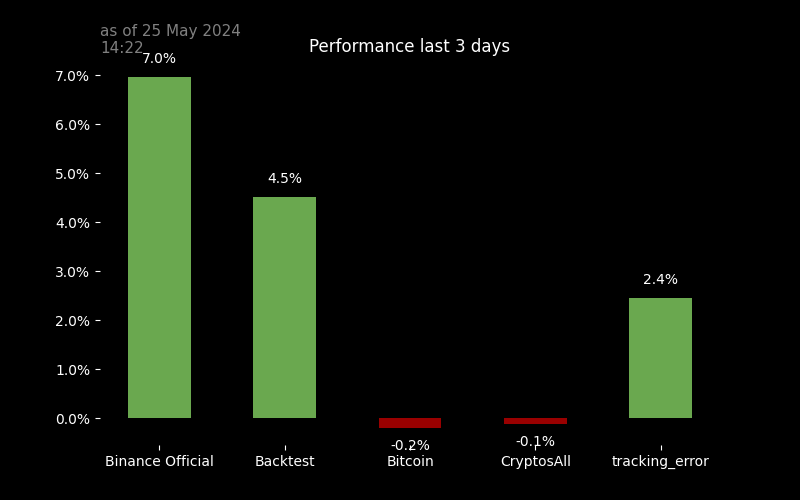 as of 25 May 2024
14:22
Performance last 3 days
7.0%
4.5%
-0.2%
-0.1%
2.4%
7.0%
6.0%
5.0%
4.0%
3.0%
2.0%
1.0%
0.0%
Binance Official
Backtest
Bitcoin
CryptosAll
tracking_error